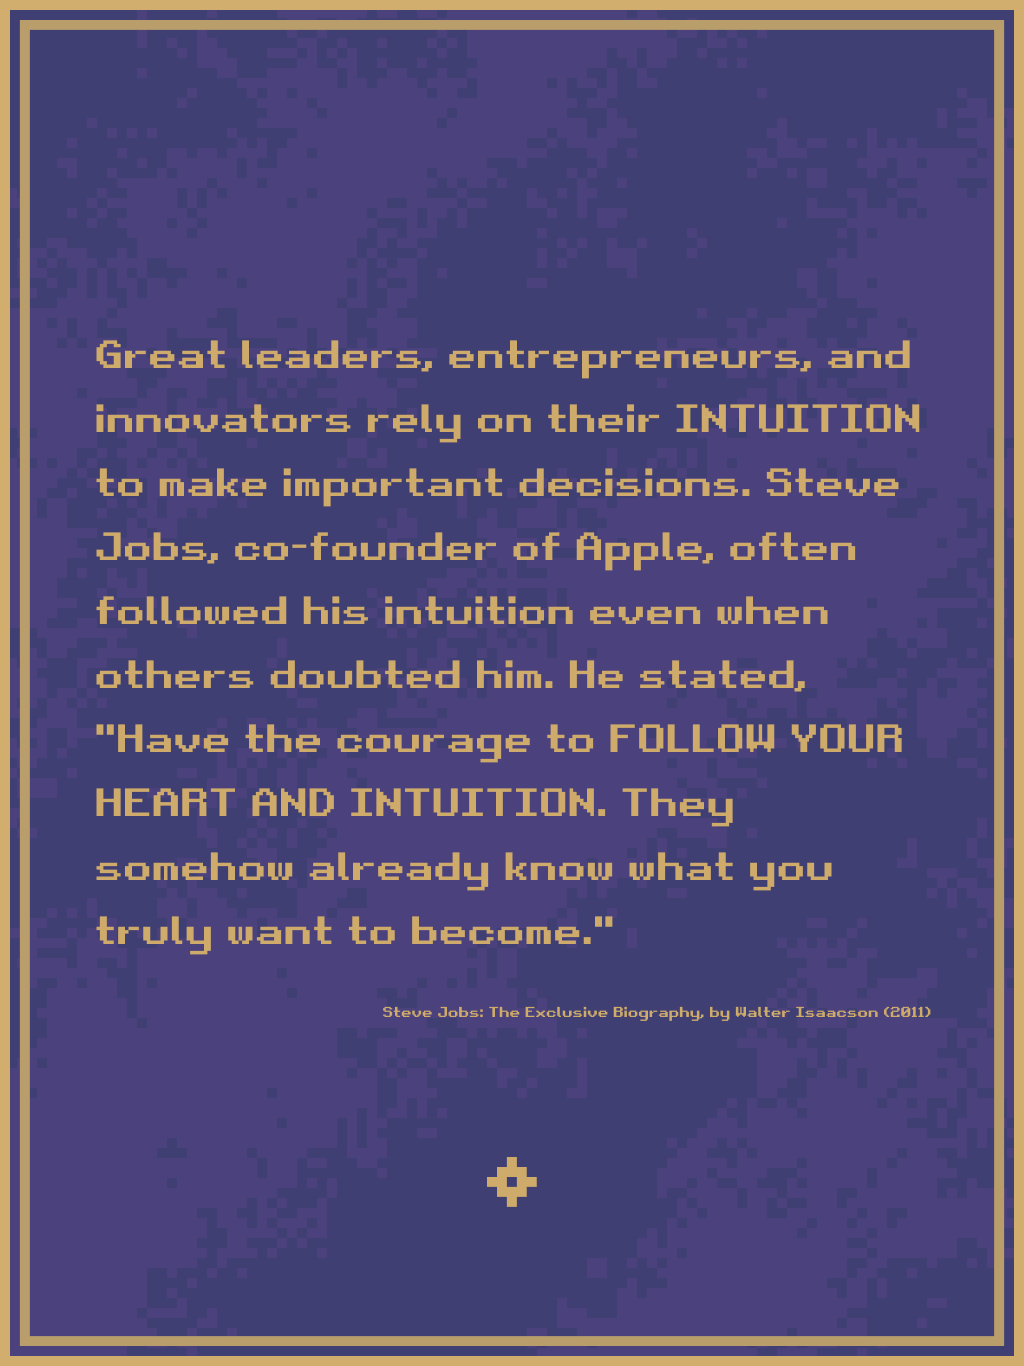 Great leaders, entrepreneurs, and
innovators rely on their INTUITION
to make important decisions. Steve
Jobs, co-founder of Apple, often
followed his intuition even when
others doubted him. He stated,
"Have the courage to FOLLOW YOUR
HEART AND INTUITION. They
somehow already know what you
truly want to become."
Steve Jobs: The Exclusive Biography, by Walter Isaacson (2011)